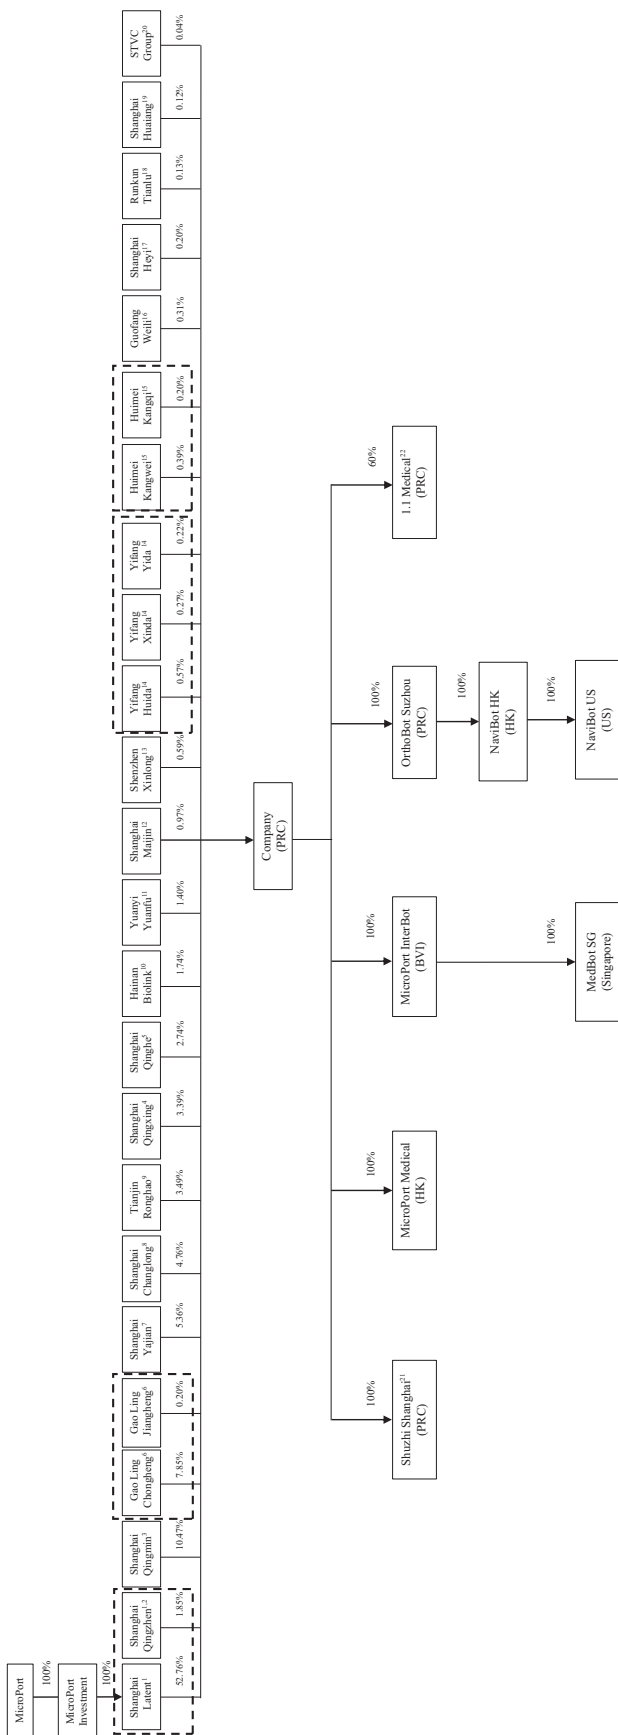 MicroPort
100%
MicroPort
Investment
100%
Shanghai
Latent1
52.76%
Shanghai
Qingzhen1,2
1.85%
Shanghai
Qingmin3
10.47%
Gao Ling
Chongheng6
7.85%
Gao Ling
Jiangheng6
0.20%
Shanghai
Yajian7
5.36%
Shanghai
Changlong8
4.76%
Tianjin
Ronghao9
3.49%
Shanghai
Qingxing4
3.39%
Shanghai
Qinghe5
2.74%
Hainan
Biolink10
1.74%
Yuanyi
Yuanfu11
1.40%
Shanghai
Maijin12
0.97%
Shenzhen
Xinlong13
0.59%
Yifang
Huida14
0.57%
Yifang
Xinda14
0.27%
Yifang
Yida 14
0.22%
Huimei
Kangwei15
0.39%
Huimei
Kangqi15
0.20%
Guofang
Weili16
0.31%
Shanghai
Heyi17
0.20%
Runkun
Tianlu18
0.13%
Shanghai
Huaiang19
0.12%
STVC
Group20
0.04%
Company
(PRC)
100%
Shuzhi Shanghai21
(PRC)
100%
MicroPort Medical
(HK)
100%
MicroPort InterBot
(BVI)
100%
MedBot SG
(Singapore)
100%
OrthoBot Suzhou
(PRC)
100%
NaviBot HK
(HK)
100%
NaviBot US
(US)
60%
1.1 Medical22
(PRC)